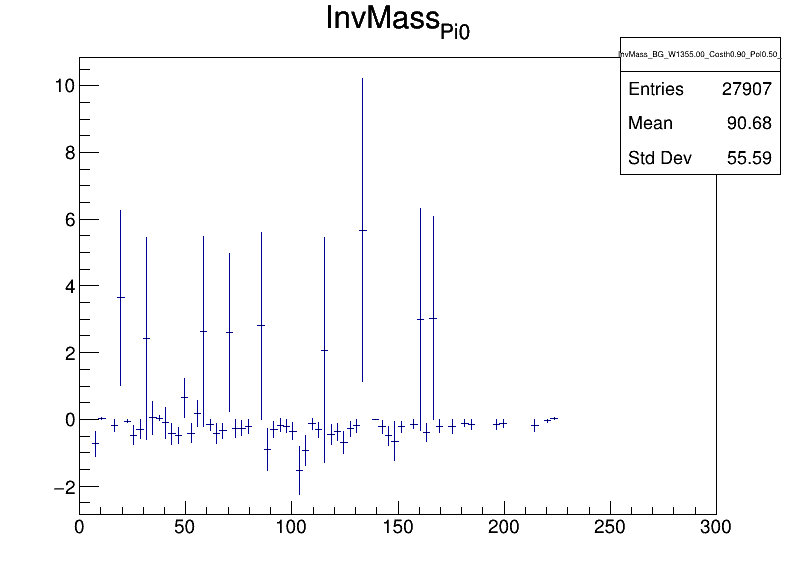 InvMass_Pi0
InvMass_BG_W1355.00_Costh0.90_Pol0.50_
Entries 27907
Mean 90.68
Std Dev 55.59
10
8
6
4
2
0
−2
0 50 100 150 200 250 300